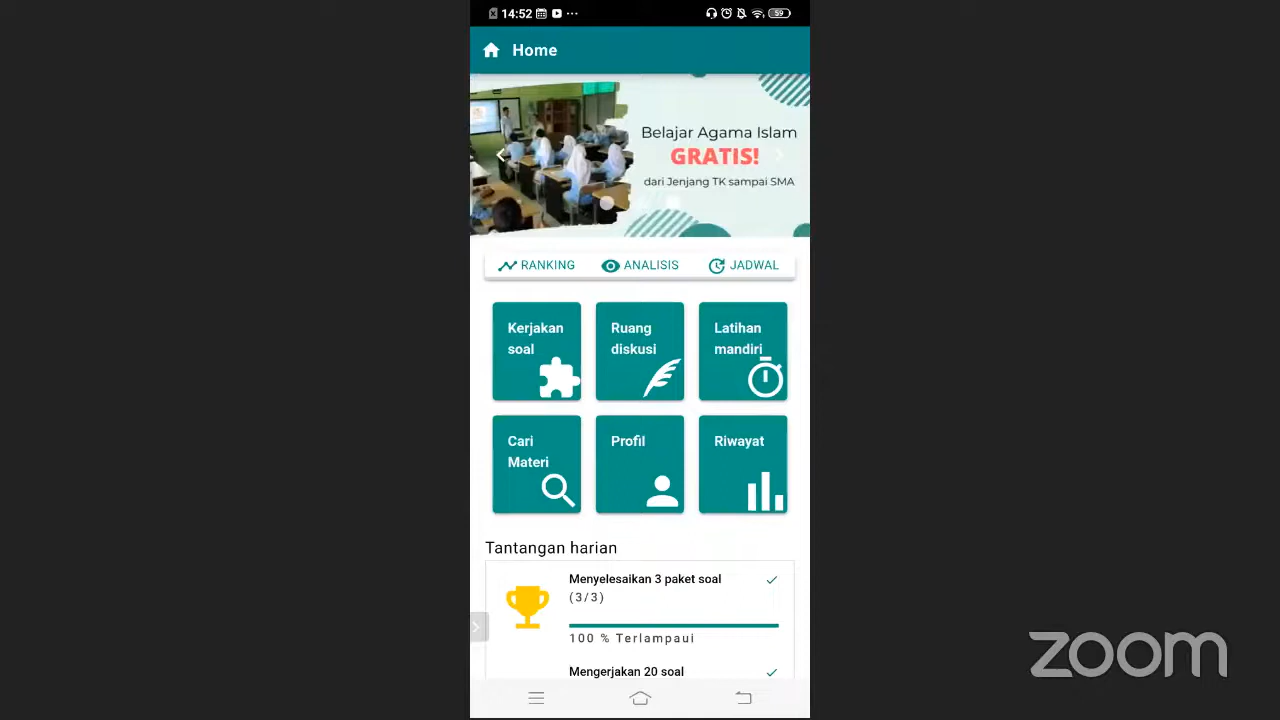 14:52
59
Home
Belajar Agama Islam
GRATIS!
dari Jenjang TK sampai SMA
RANKING
ANALISIS
JADWAL
Kerjakan
soal
Ruang
diskusi
Latihan
mandiri
Cari
Materi
Profil
Riwayat
Tantangan harian
Menyelesaikan 3 paket soal
(3/3)
100 % Terlampaui
Mengerjakan 20 soal
zoom